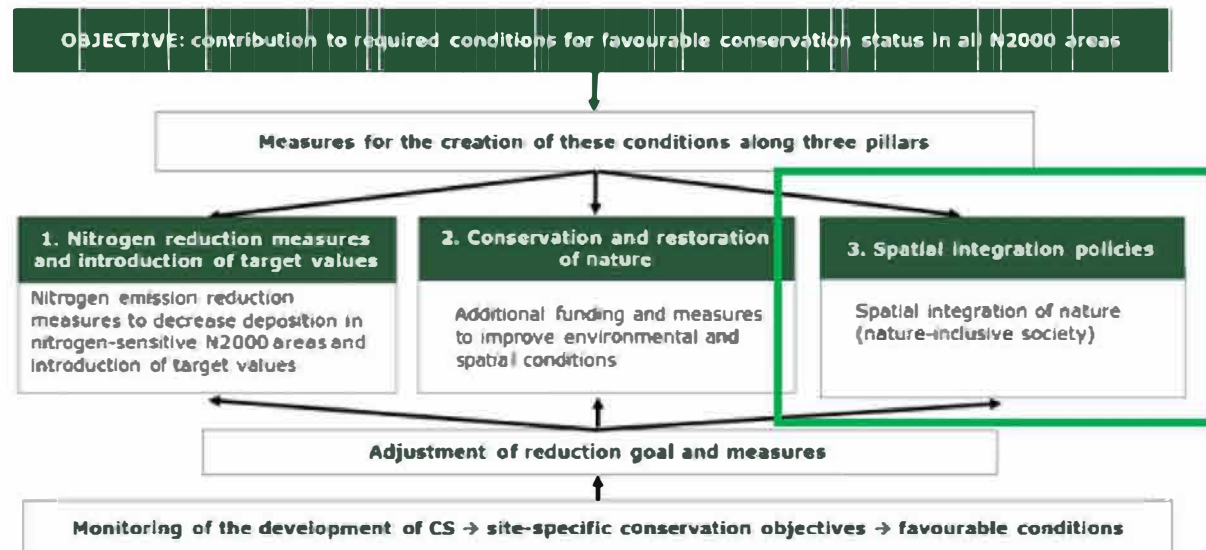 OBJECTIVE: contribution to required conditions for favourable conservation status in all N2000 areas
Measures for the creation of these conditions along three pillars
1. Nitrogen reduction measures
and introduction of target values
Nitrogen emission reduction
measures to decrease deposition in
nitrogen-sensitive N2000 areas and
introduction of target values
2. Conservation and restoration
of nature
Additional funding and measures
to improve environmental and
spatial conditions
3. Spatial integration policies
Spatial integration of nature
(nature-inclusive society)
Adjustment of reduction goal and measures
Monitoring of the development of CS → site-specific conservation objectives → favourable conditions